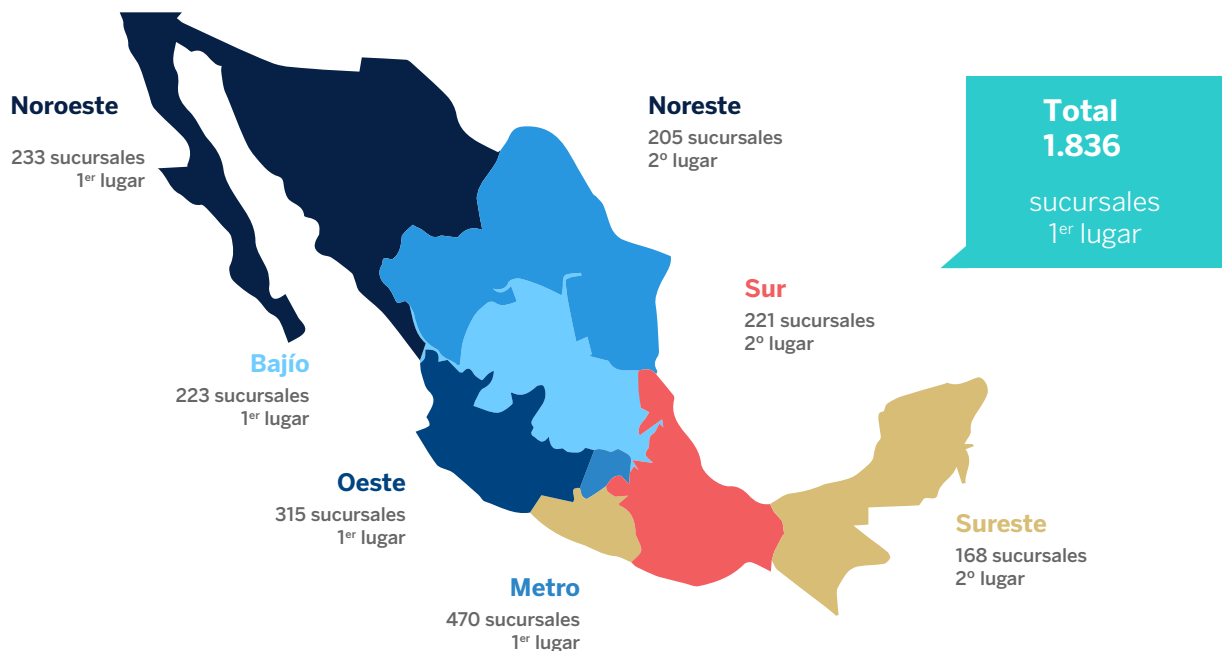 Noroeste
233 sucursales
1er lugar
Noreste
205 sucursales
2º lugar
Total
1.836
sucursales
1er lugar
Sur
221 sucursales
2º lugar
Bajío
223 sucursales
1er lugar
Oeste
315 sucursales
1er lugar
Sureste
168 sucursales
2º lugar
Metro
470 sucursales
1er lugar